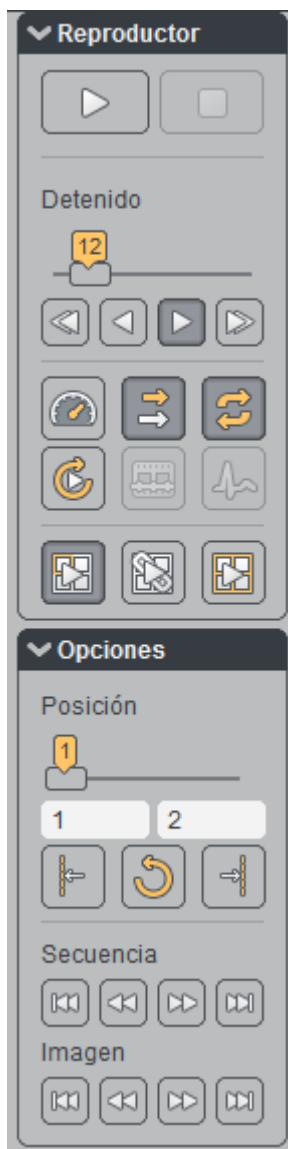 Reproductor
Detenido
12
Opciones
Posición
1
1 2
Secuencia
Imagen